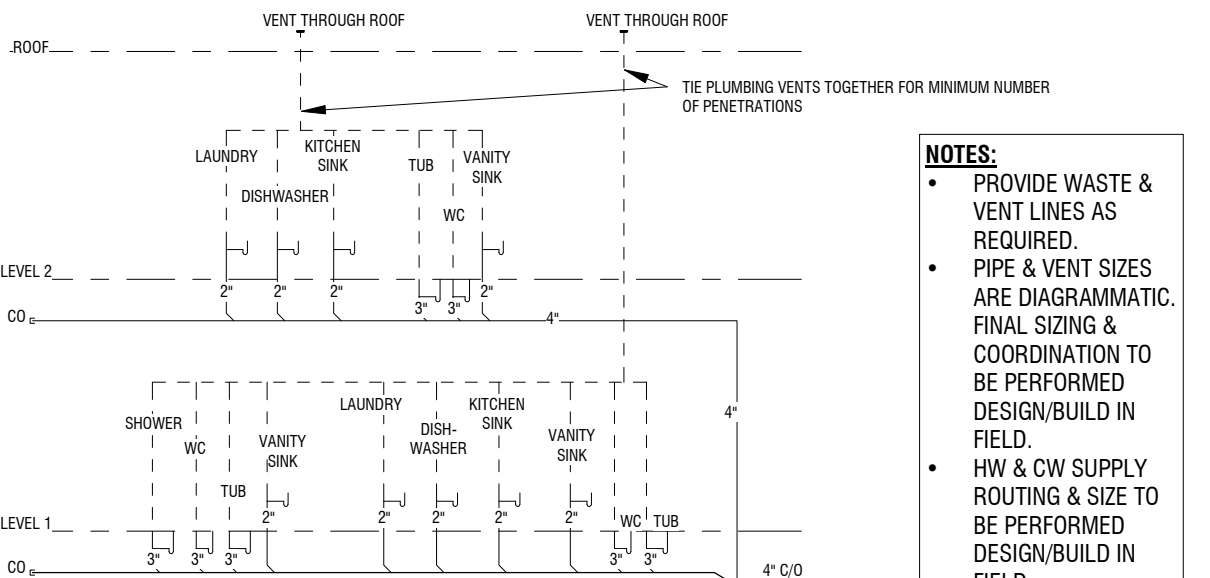 VENT THROUGH ROOF
VENT THROUGH ROOF
ROOF
TIE PLUMBING VENTS TOGETHER FOR MINIMUM NUMBER
OF PENETRATIONS
LAUNDRY
KITCHEN
SINK
TUB
VANITY
SINK
DISHWASHER
WC
LEVEL 2
2"
2"
2"
3"
3"
2"
CO
4"
4"
SHOWER
WC
TUB
VANITY
SINK
LAUNDRY
DISH-
WASHER
KITCHEN
SINK
VANITY
SINK
LEVEL 1
2"
2"
2"
2"
2"
WC
TUB
3"
3"
3"
3"
3"
CO
4" C/O
NOTES:
• PROVIDE WASTE &
VENT LINES AS
REQUIRED.
• PIPE & VENT SIZES
ARE DIAGRAMMATIC.
FINAL SIZING &
COORDINATION TO
BE PERFORMED
DESIGN/BUILD IN
FIELD.
• HW & CW SUPPLY
ROUTING & SIZE TO
BE PERFORMED
DESIGN/BUILD IN